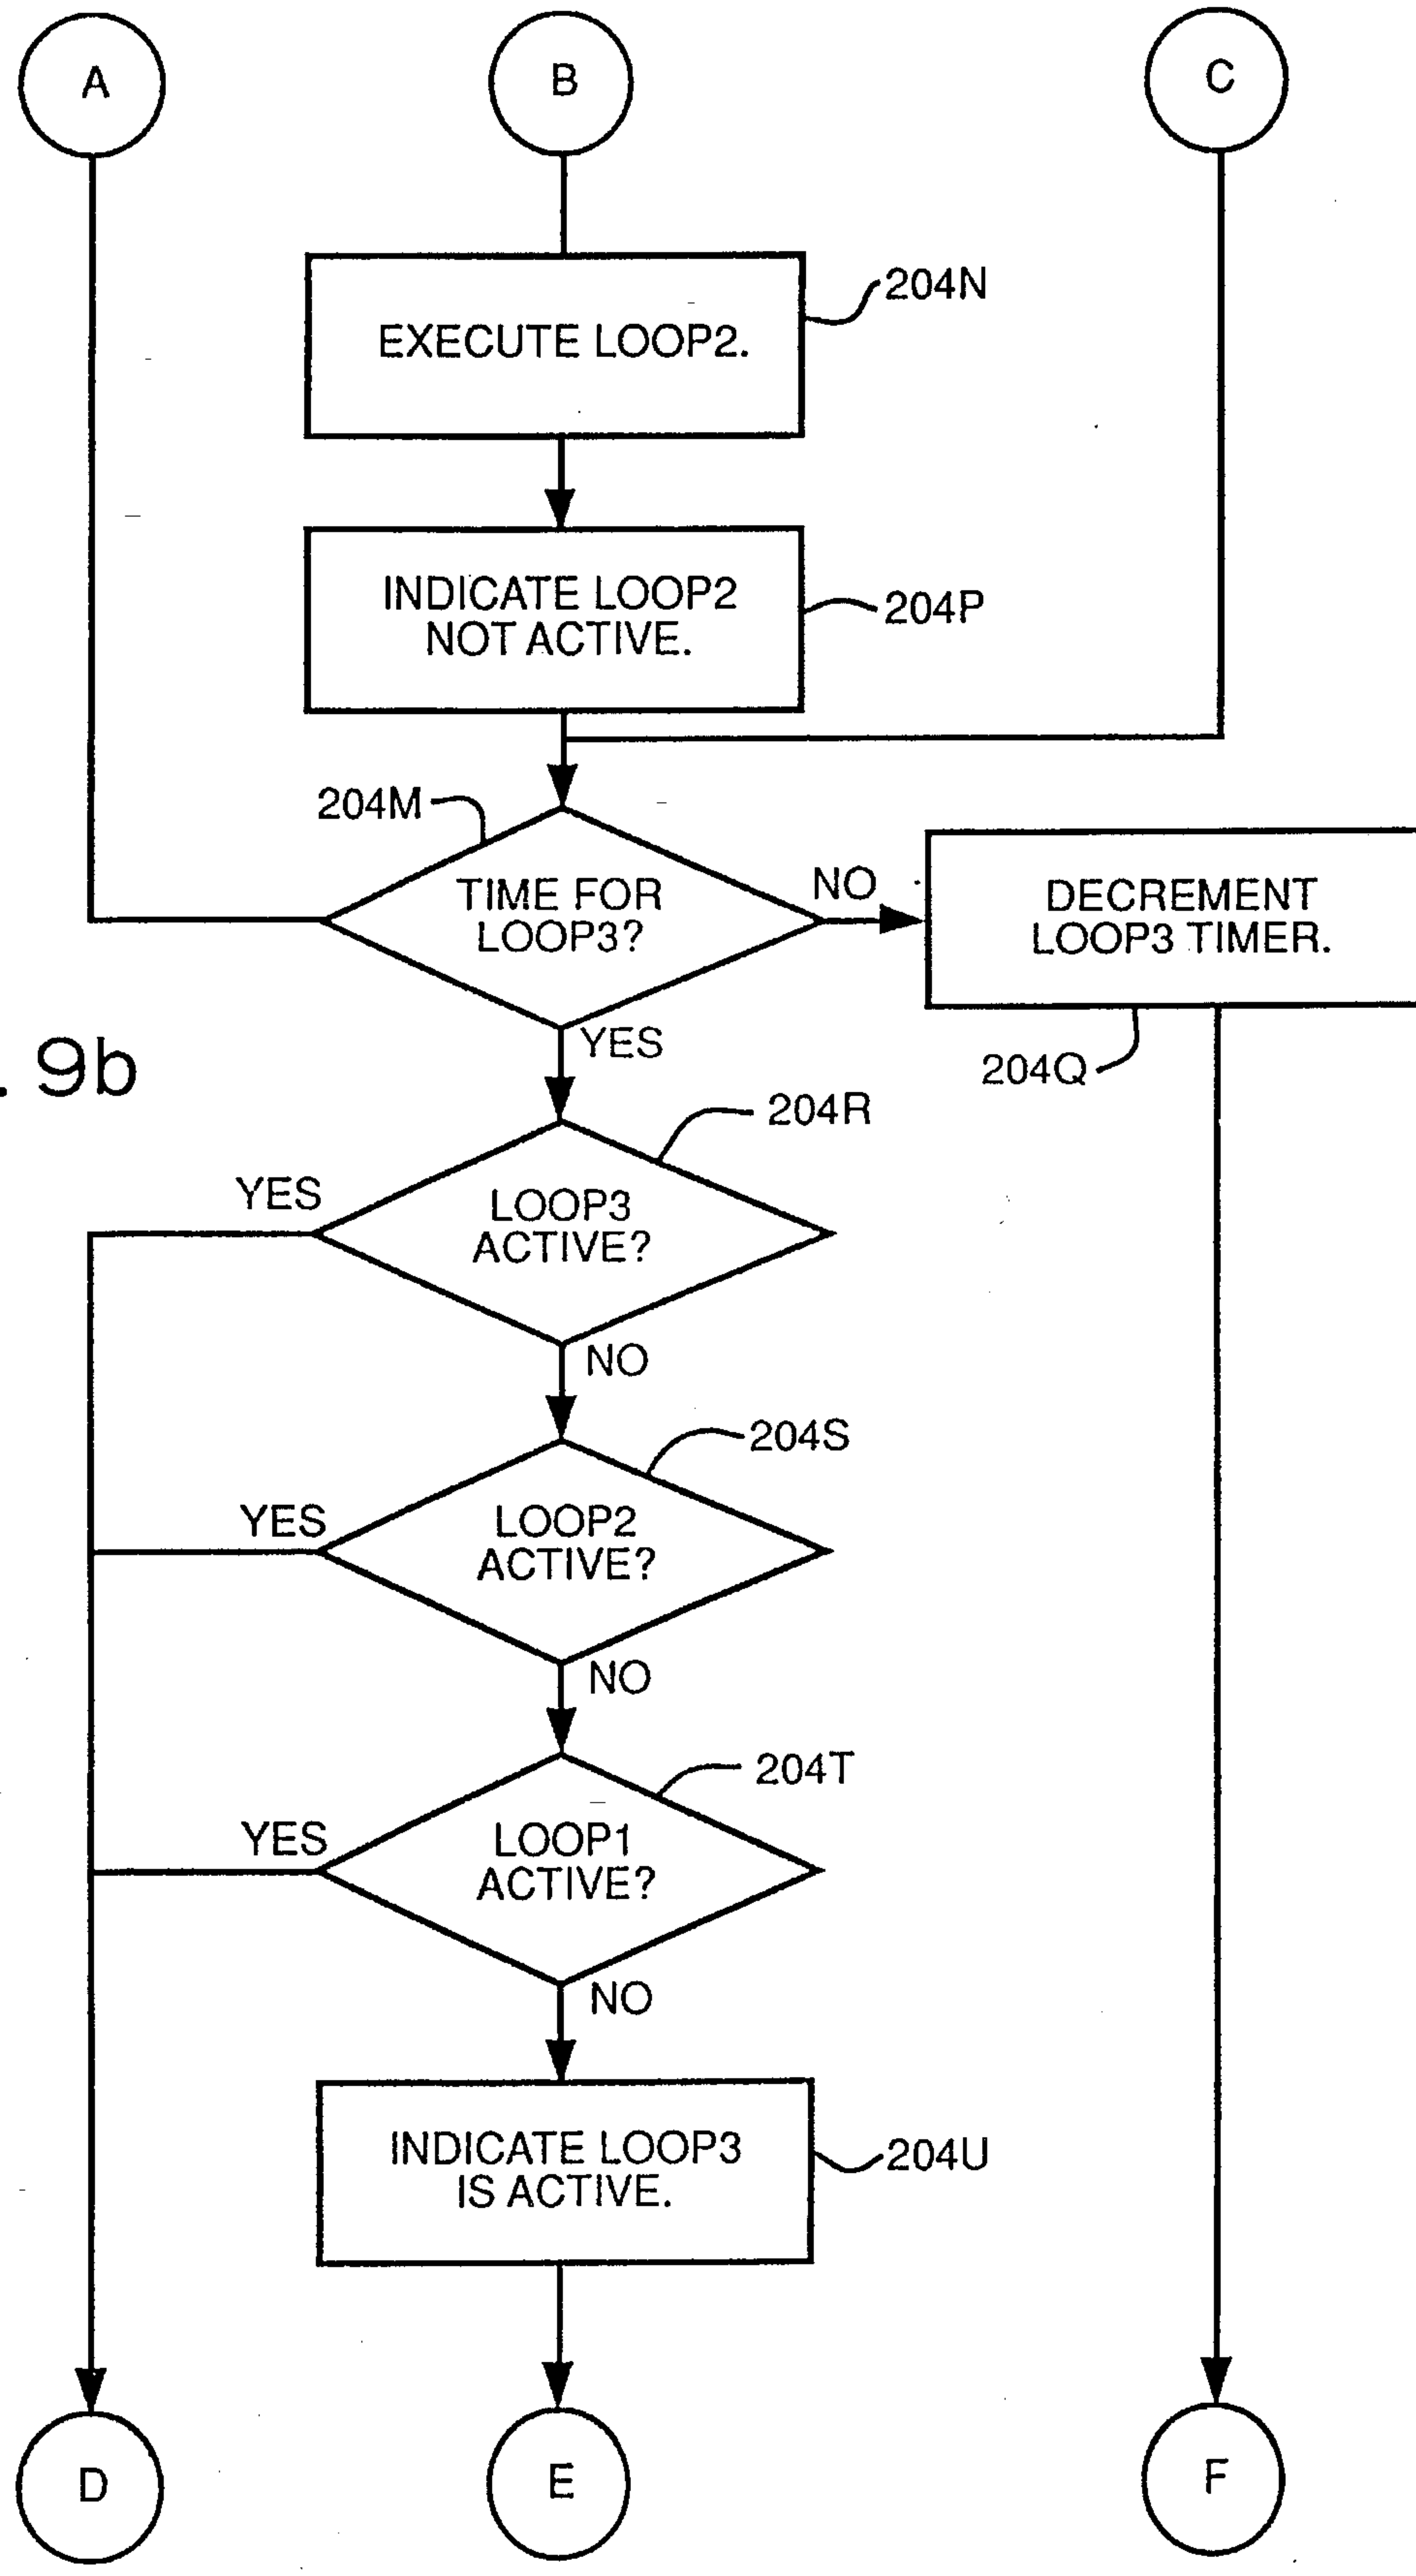 A
B
C
204N
EXECUTE LOOP2.
INDICATE LOOP2
NOT ACTIVE.
204P
204M
TIME FOR
LOOP3?
NO
DECREMENT
LOOP3 TIMER.
YES
204Q
. 9b
204R
YES
LOOP3
ACTIVE?
NO
204S
YES
LOOP2
ACTIVE?
NO
204T
YES
LOOP1
ACTIVE?
NO
INDICATE LOOP3
IS ACTIVE.
204U
D
E
F